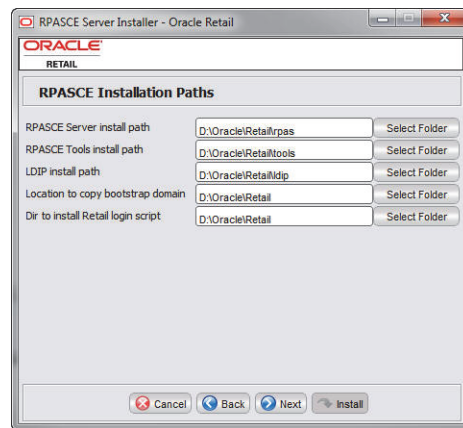 RPASCE Server Installer - Oracle Retail
ORACLE
RETAIL
RPASCE Installation Paths
RPASCE Server install path D:\Oracle\Retail\rpas Select Folder
RPASCE Tools install path D:\Oracle\Retail\tools Select Folder
LDIP install path D:\Oracle\Retail\ldip Select Folder
Location to copy bootstrap domain D:\Oracle\Retail Select Folder
Dir to install Retail login script D:\Oracle\Retail Select Folder
Cancel Back Next Install